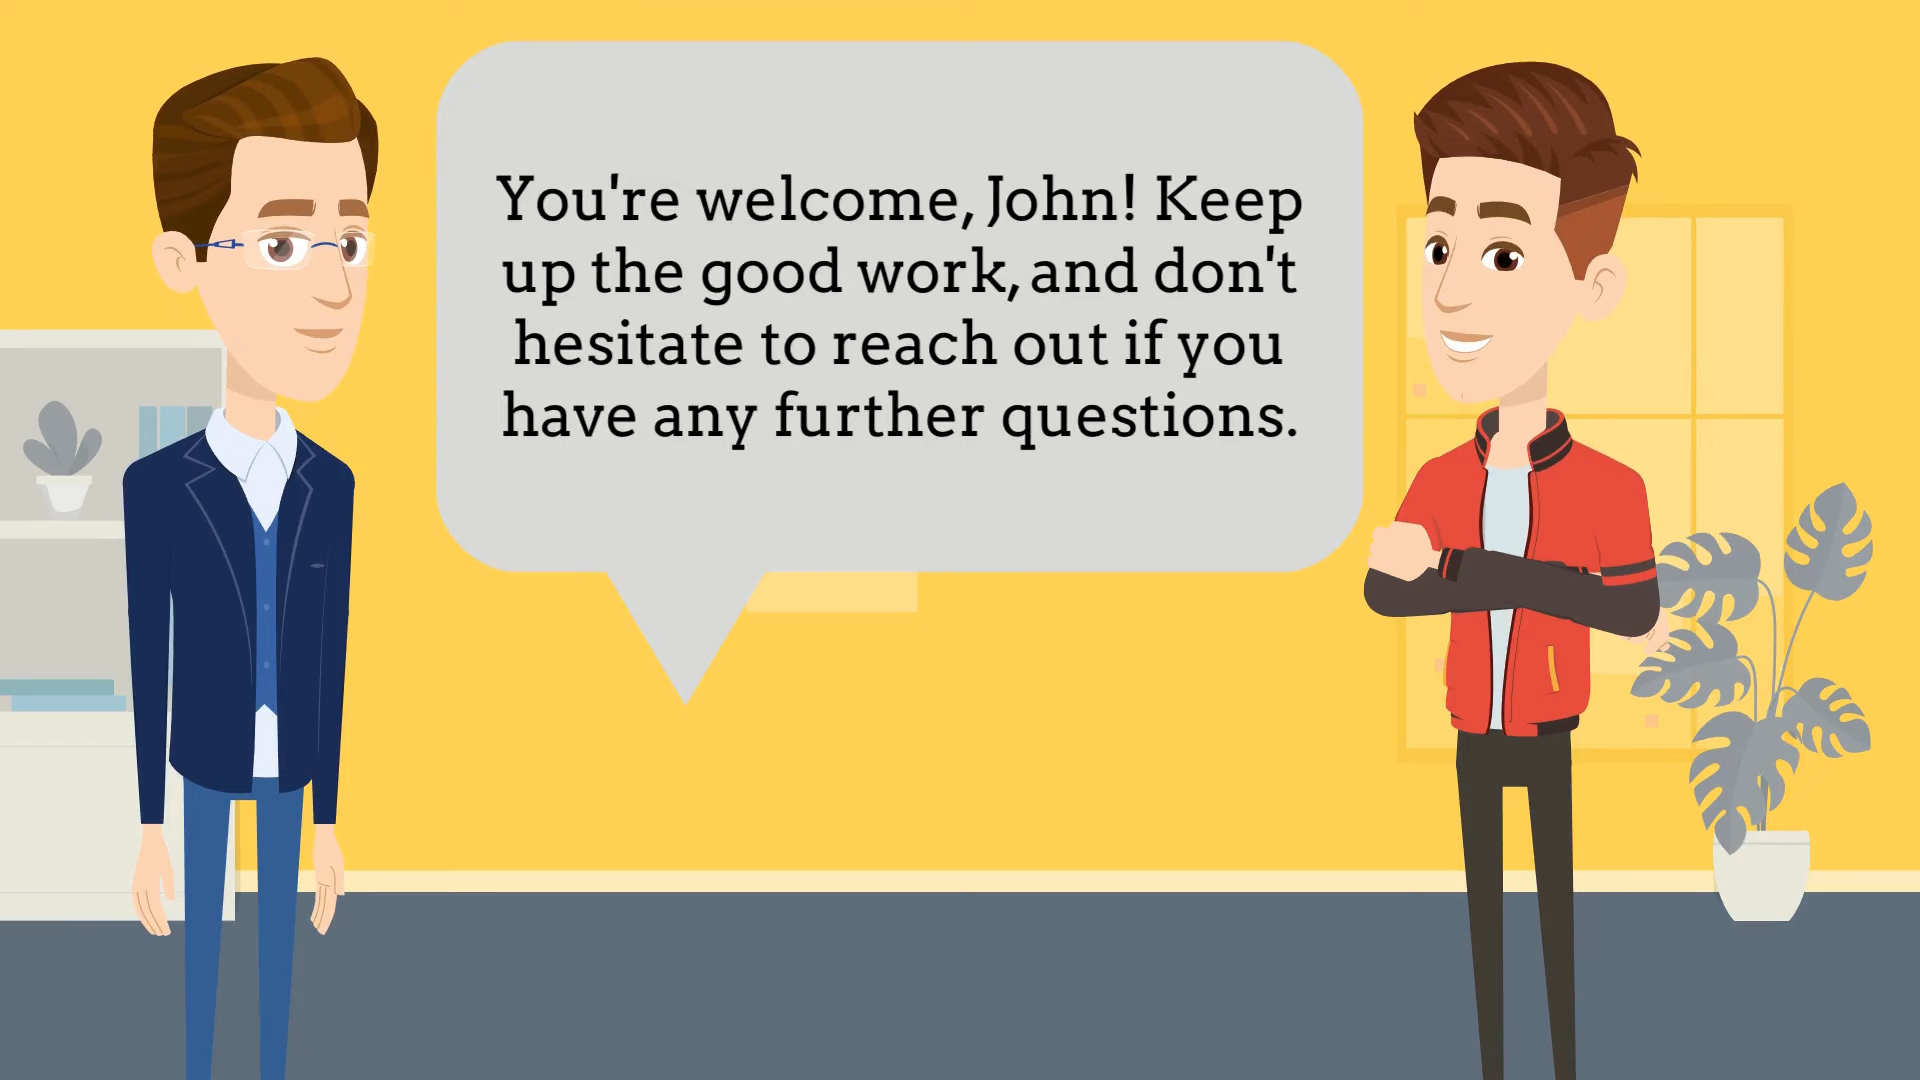 You're welcome, John! Keep
up the good work, and don't
hesitate to reach out if you
have any further questions.